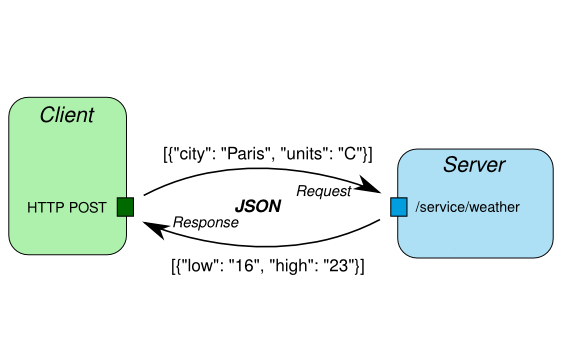 Client
HTTP POST
[{"city": "Paris", "units": "C"}]
Request
JSON
Response
[{"low": "16", "high": "23"}]
Server
/service/weather